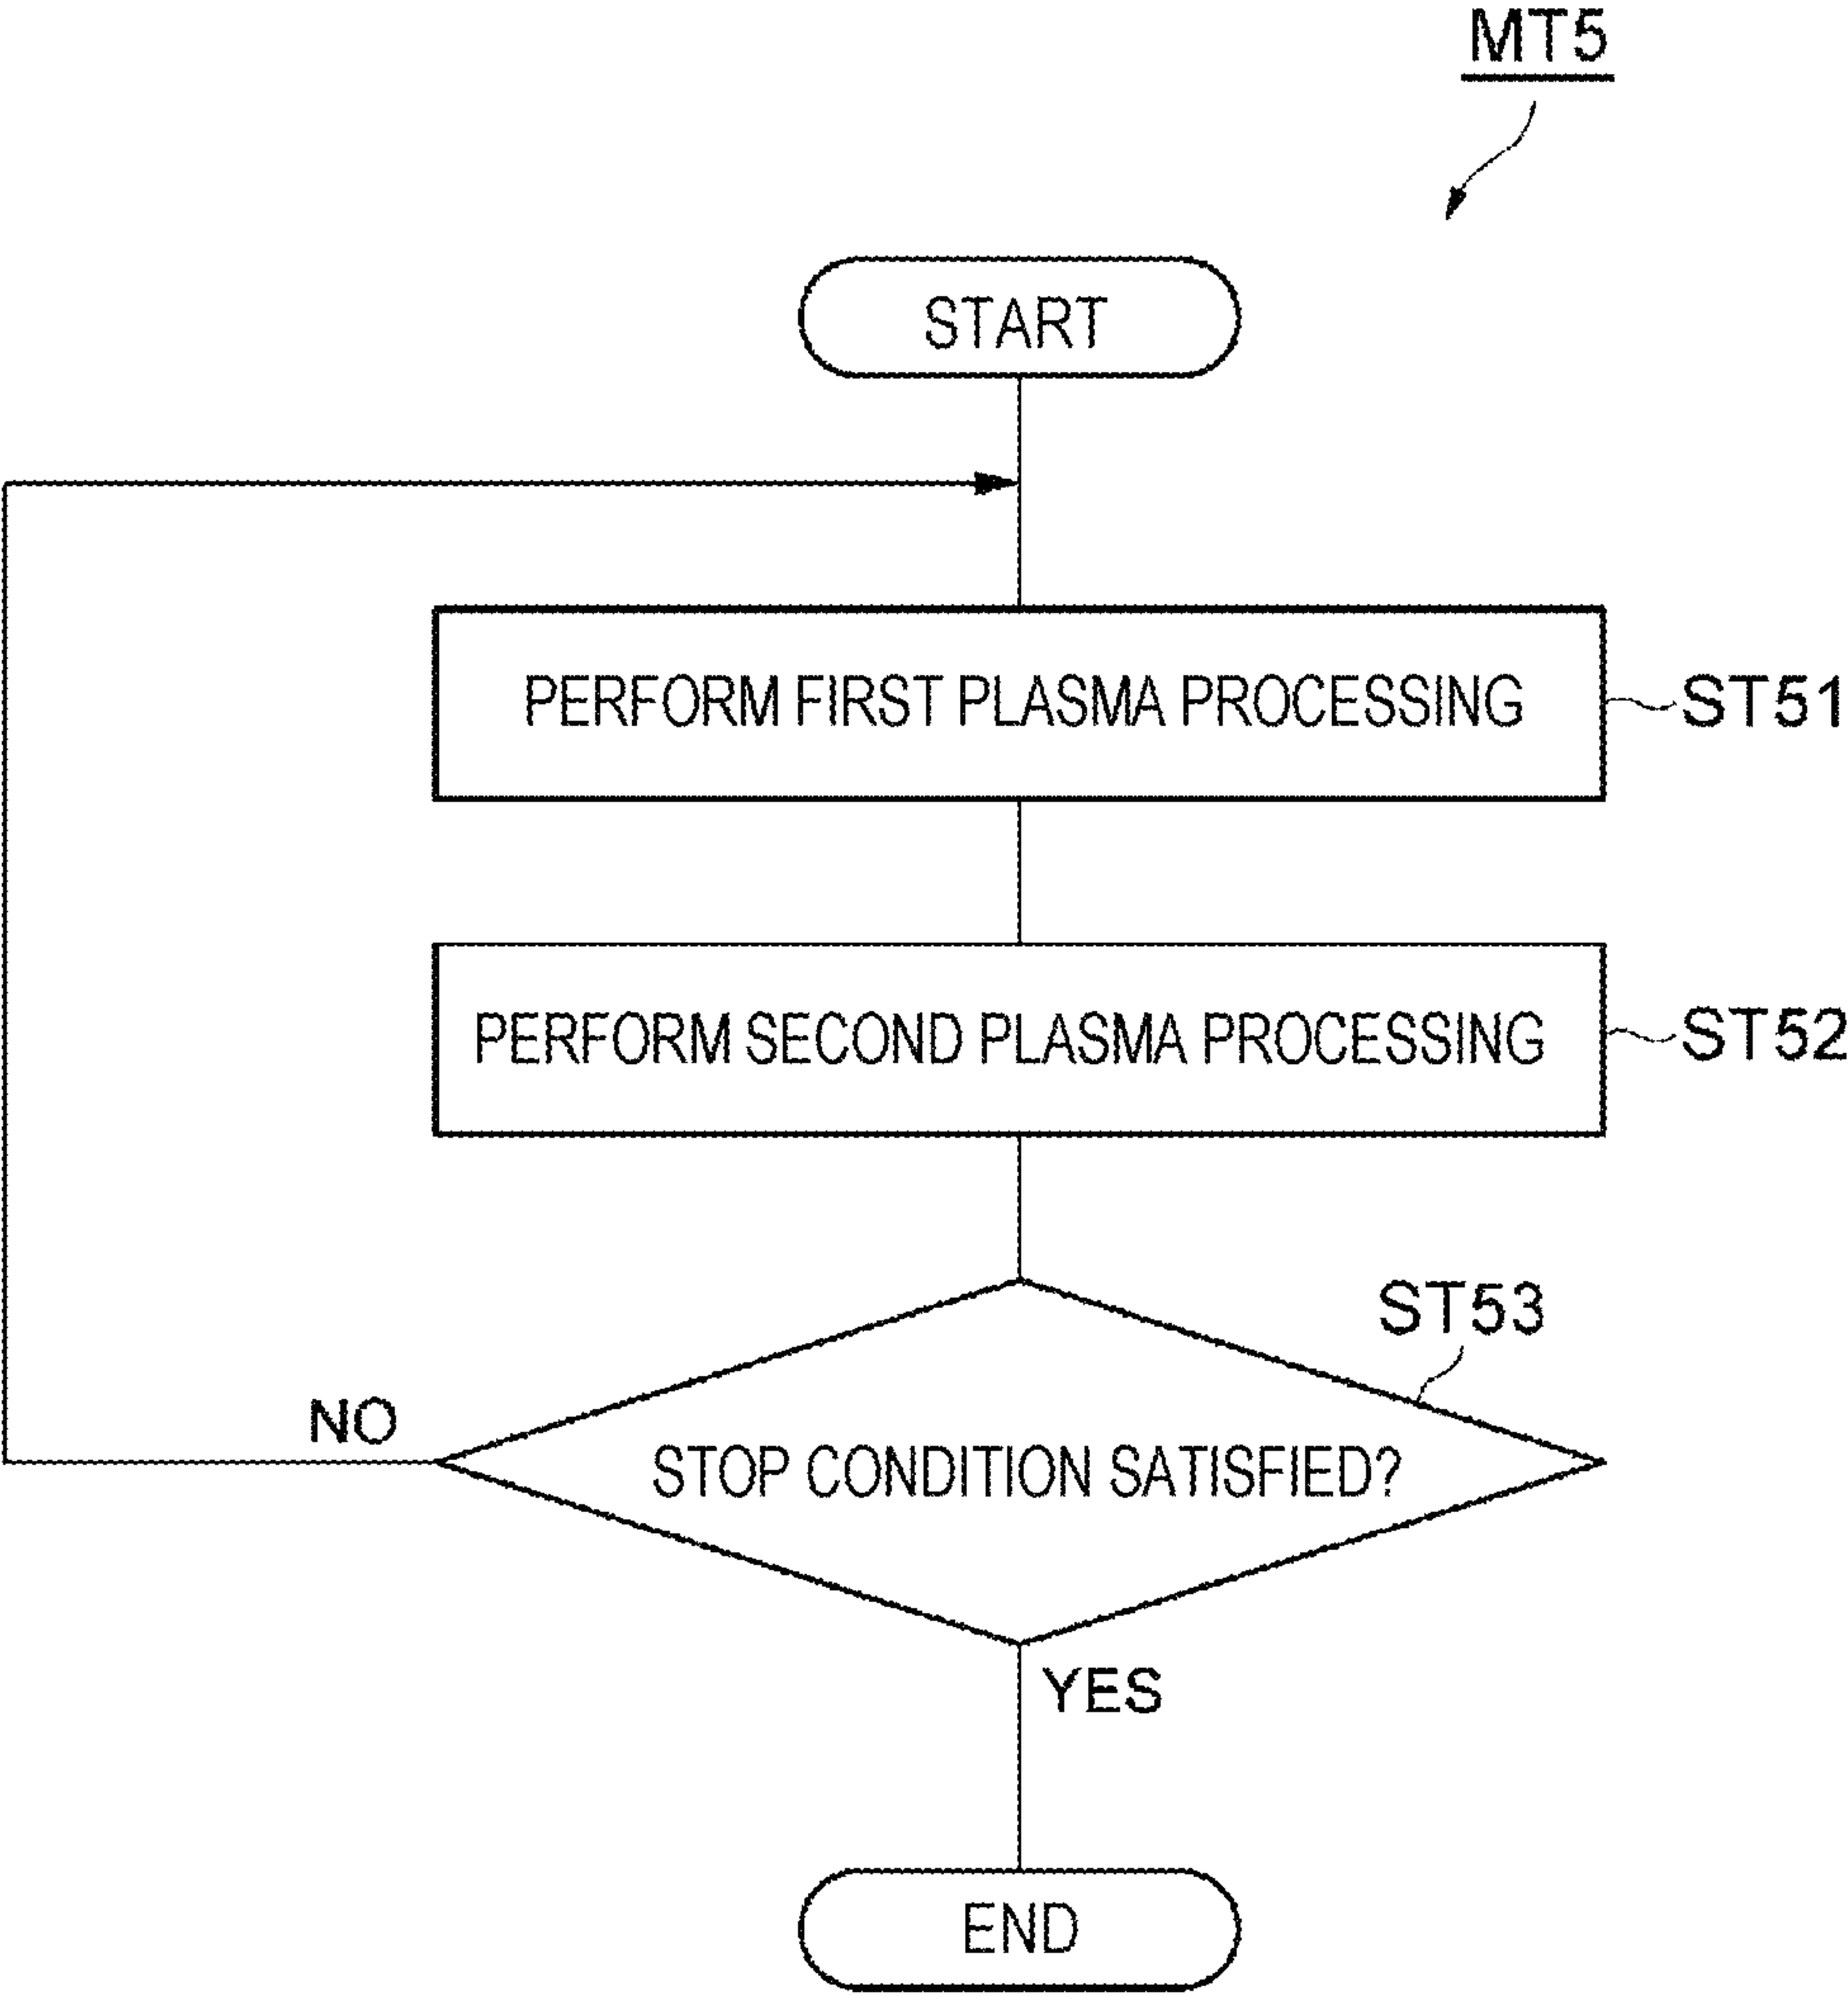 MT5
START
PERFORM FIRST PLASMA PROCESSING
ST51
PERFORM SECOND PLASMA PROCESSING
ST52
ST53
NO
STOP CONDITION SATISFIED?
YES
END